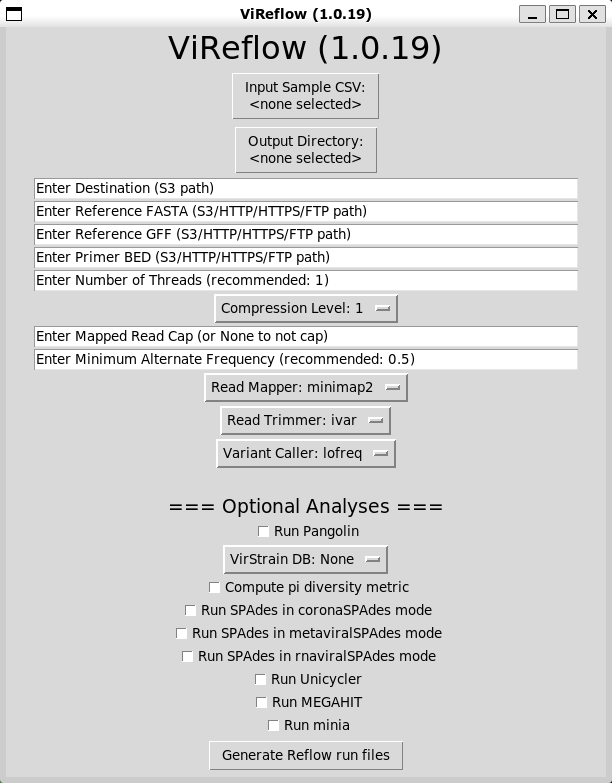 ViReflow (1.0.19)
ViReflow (1.0.19)
Input Sample CSV:
<none selected>
Output Directory:
<none selected>
Enter Destination (S3 path)
Enter Reference FASTA (S3/HTTP/HTTPS/FTP path)
Enter Reference GFF (S3/HTTP/HTTPS/FTP path)
Enter Primer BED (S3/HTTP/HTTPS/FTP path)
Enter Number of Threads (recommended: 1)
Compression Level: 1
Enter Mapped Read Cap (or None to not cap)
Enter Minimum Alternate Frequency (recommended: 0.5)
Read Mapper: minimap2
Read Trimmer: ivar
Variant Caller: lofreq
=== Optional Analyses ===
Run Pangolin
VirStrain DB: None
Compute pi diversity metric
Run SPAdes in coronaSPAdes mode
Run SPAdes in metaviralSPAdes mode
Run SPAdes in rnaviralSPAdes mode
Run Unicycler
Run MEGAHIT
Run minia
Generate Reflow run files